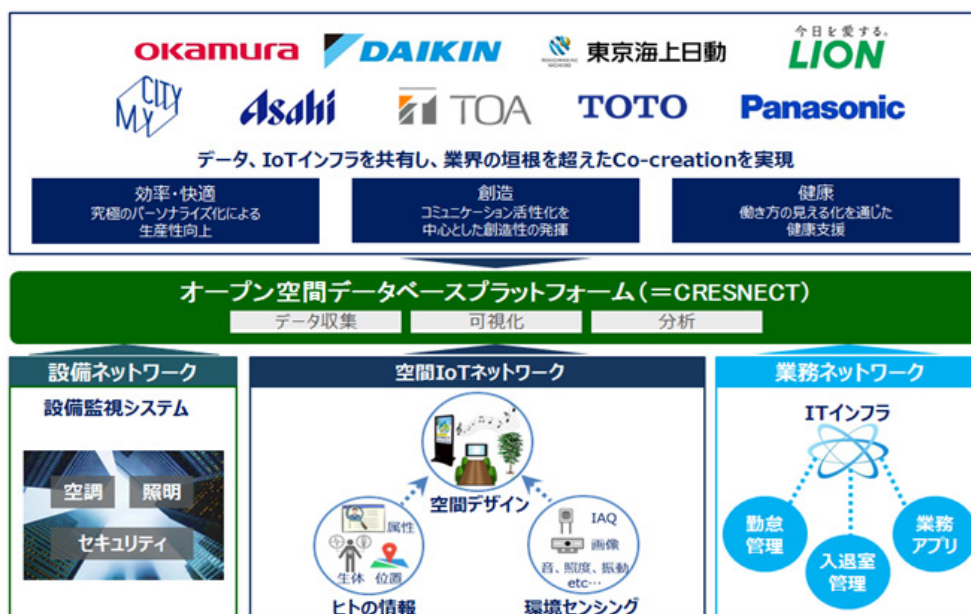 okamura
DAIKIN
東京海上日動
今日を愛する。
LION
MY CITY
Asahi
TOA
TOTO
Panasonic
データ、IoTインフラを共有し、業界の垣根を超えたCo-creationを実現
効率・快適
究極のパーソナライズ化による
生産性向上
創造
コミュニケーション活性化を
中心とした創造性の発揮
健康
働き方の見える化を通じた
健康支援
オープン空間データベースプラットフォーム(=CRESNECT)
データ収集
可視化
分析
設備ネットワーク
設備監視システム
空調
照明
セキュリティ
空間IoTネットワーク
空間デザイン
属性
生体
位置
ヒトの情報
IAQ
画像
音、照度、振動
etc…
環境センシング
業務ネットワーク
ITインフラ
勤怠
管理
入退室
管理
業務
アプリ